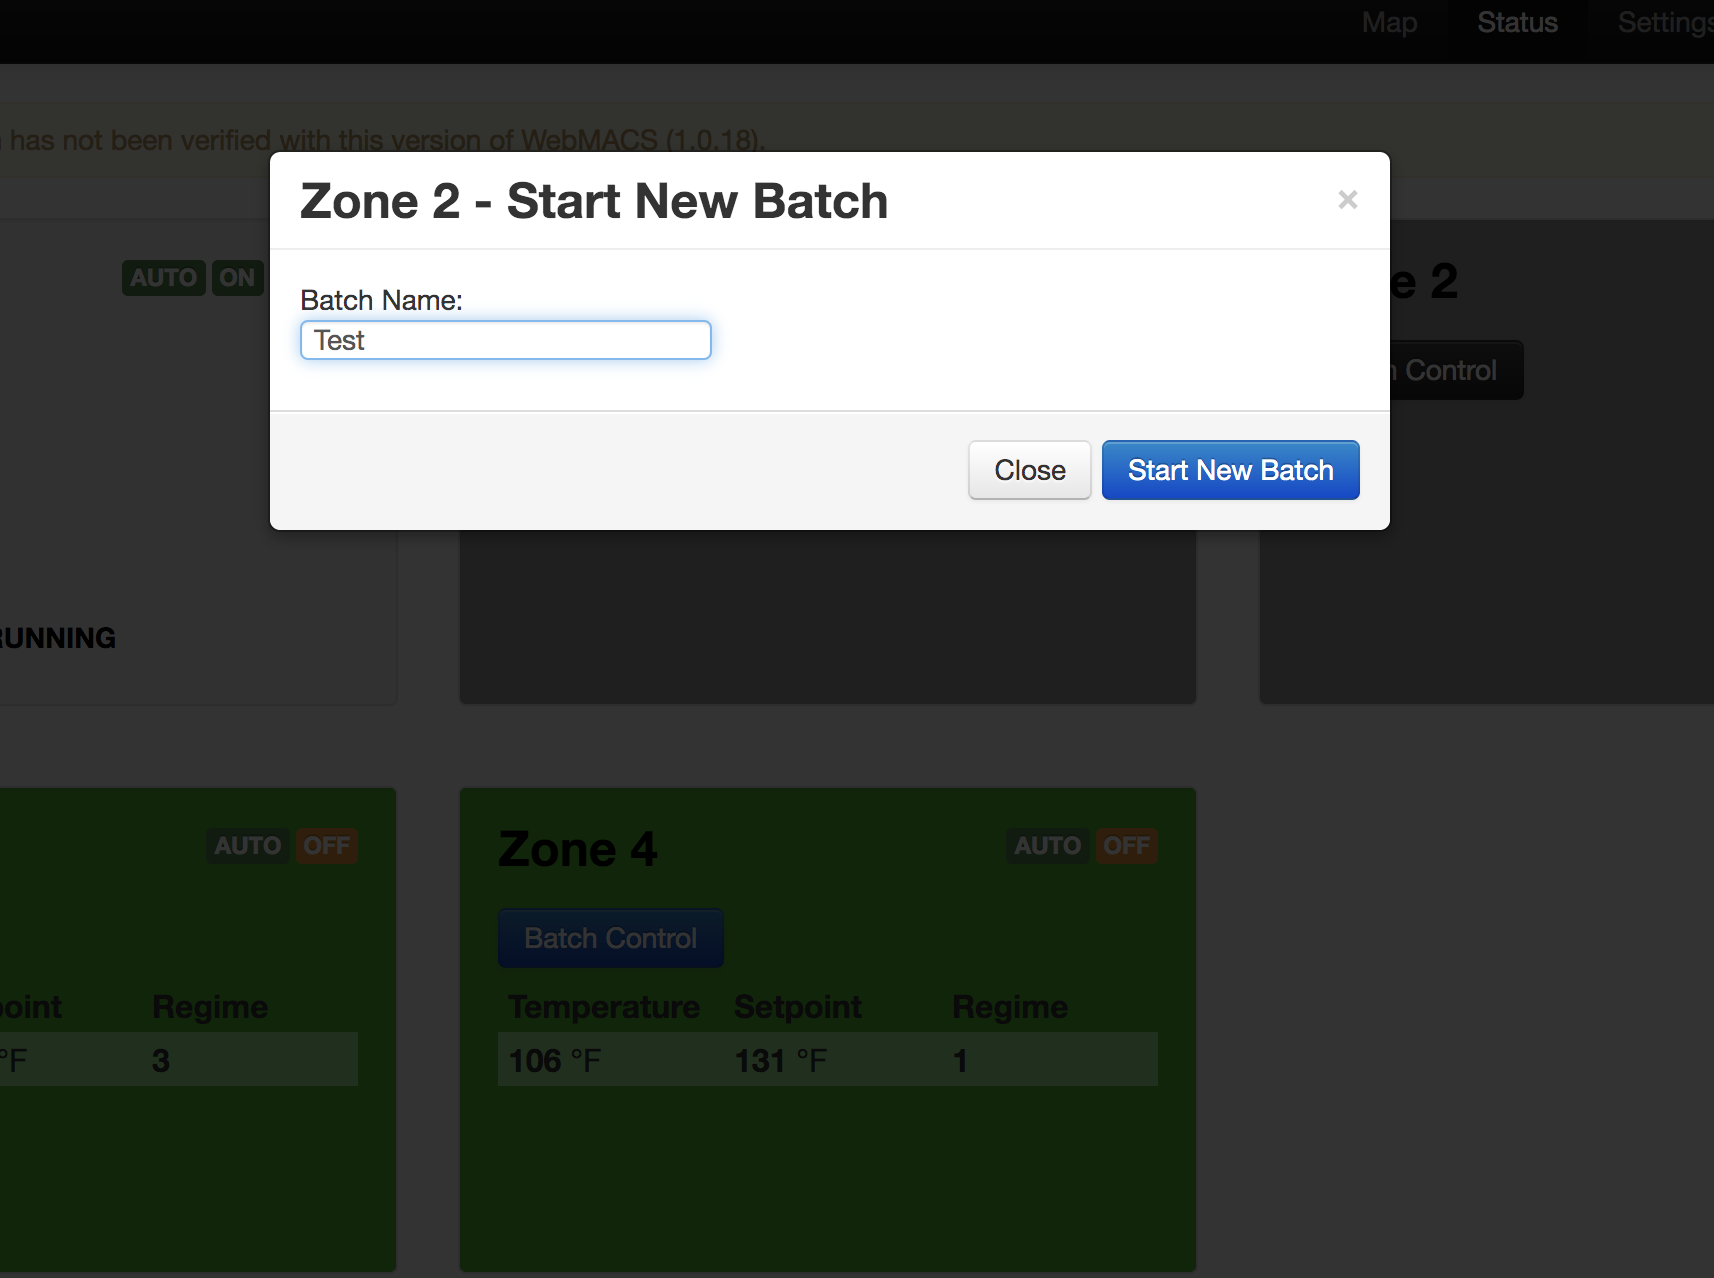 Map Status Settings
has not been verified with this version of WebMACS (1.0.18).
Zone 2 - Start New Batch ×
AUTO ON
e 2
Batch Name:
Test
Control
Close Start New Batch
RUNNING
AUTO OFF
Zone 4 AUTO OFF
Batch Control
oint Regime
Temperature Setpoint Regime
°F 3
106 °F 131 °F 1